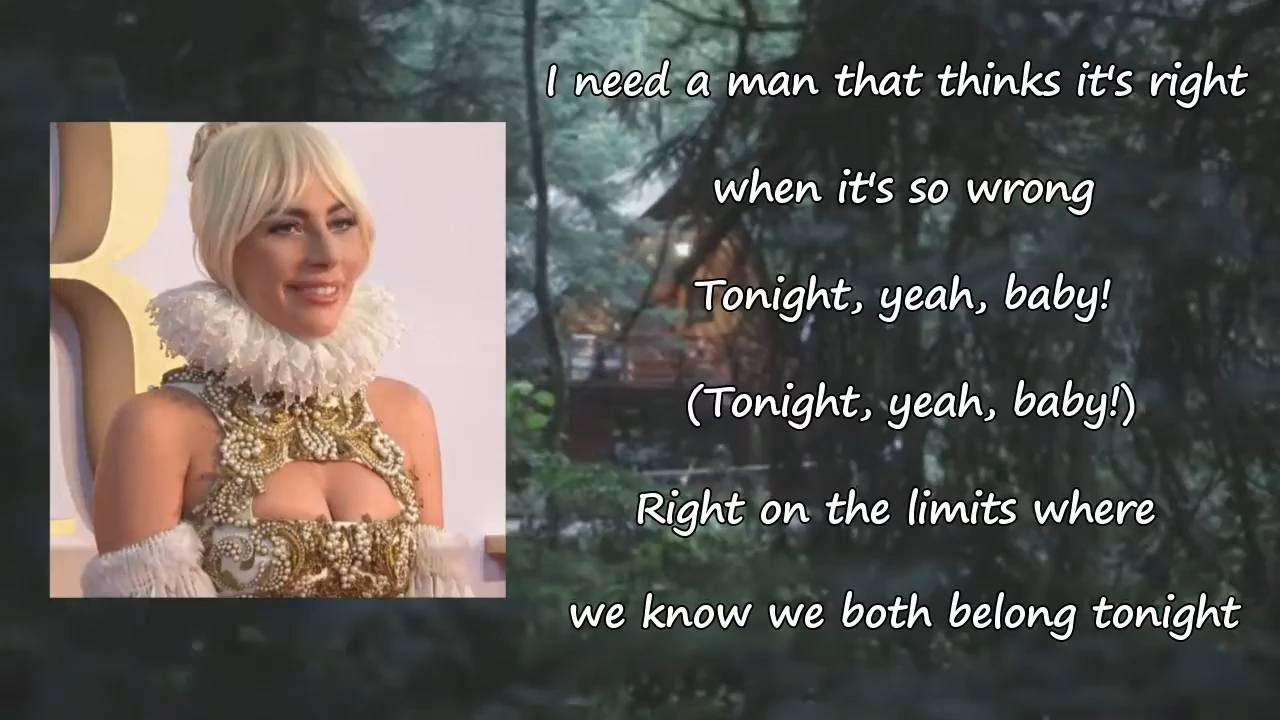 I need a man that thinks it's right
when it's so wrong
Tonight, yeah, baby!
(Tonight, yeah, baby!)
Right on the limits where
we know we both belong tonight